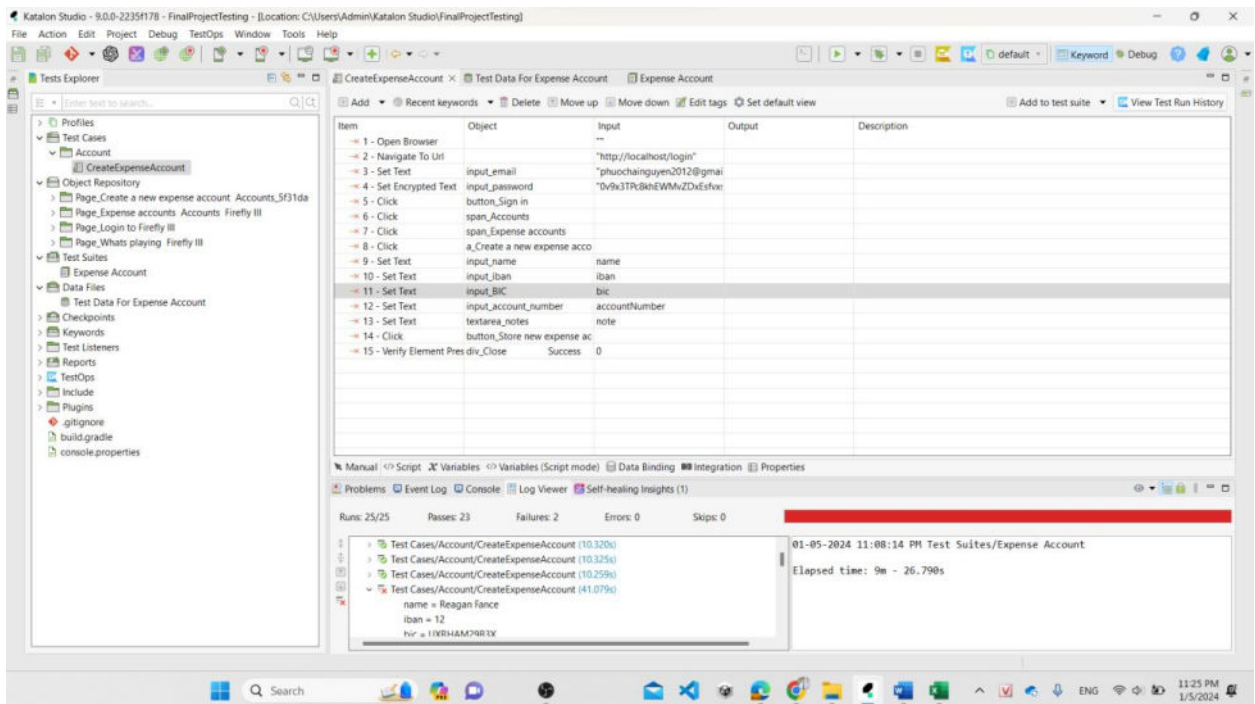 Katalon Studio - 9.0.0-2235f178 - FinalProjectTesting - [Location: C:\Users\Admin\Katalon Studio\FinalProjectTesting]
File Action Edit Project Debug TestOps Window Tools Help
default Keyword Debug
Tests Explorer
CreateExpenseAccount Test Data For Expense Account Expense Account
Enter text to search...
Add Recent keywords Delete Move up Move down Edit tags Set default view Add to test suite View Test Run History
Profiles
Test Cases
Account
CreateExpenseAccount
Object Repository
Page_Create a new expense account Accounts_5f31da
Page_Expense accounts Accounts Firefly III
Page_Login to Firefly III
Page_Whats playing Firefly III
Test Suites
Expense Account
Data Files
Test Data For Expense Account
Checkpoints
Keywords
Test Listeners
Reports
TestOps
Include
Plugins
.gitignore
build.gradle
console.properties
Item Object Input Output Description
1 - Open Browser ""
2 - Navigate To Url "http://localhost/login"
3 - Set Text input_email "phuochainguyen2012@gmai
4 - Set Encrypted Text input_password
5 - Click button_Sign in
6 - Click span_Accounts
7 - Click span_Expense accounts
8 - Click a_Create a new expense acco
9 - Set Text input_name name
10 - Set Text input_iban iban
11 - Set Text input_BIC bic
12 - Set Text input_account_number accountNumber
13 - Set Text textarea_notes note
14 - Click button_Store new expense ac
15 - Verify Element Pres div_Close Success 0
Manual Script Variables Variables (Script mode) Data Binding Integration Properties
Problems Event Log Console Log Viewer Self-healing Insights (1)
Runs: 25/25 Passes: 23 Failures: 2 Errors: 0 Skips: 0
Test Cases/Account/CreateExpenseAccount (10.320s)
Test Cases/Account/CreateExpenseAccount (10.325s)
Test Cases/Account/CreateExpenseAccount (10.259s)
Test Cases/Account/CreateExpenseAccount (41.079s)
name = Reagan Fance
iban = 12
bic = UXRHAM29B3X
01-05-2024 11:08:14 PM Test Suites/Expense Account
Elapsed time: 9m - 26.790s
Search
ENG
11:25 PM
1/5/2024